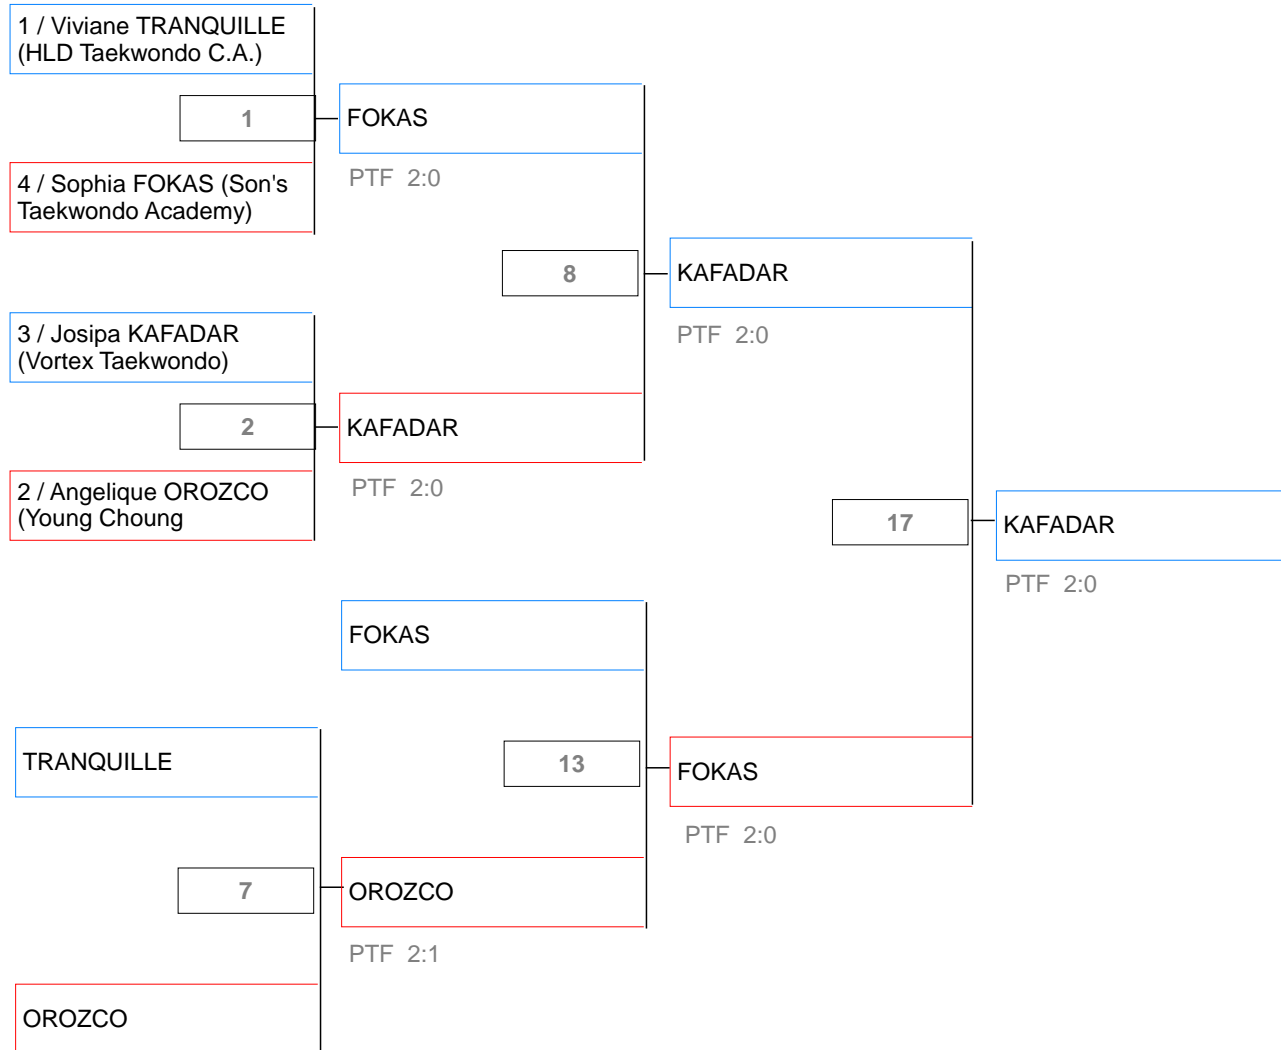 1 / Viviane TRANQUILLE
(HLD Taekwondo C.A.)
1
FOKAS
PTF 2:0
4 / Sophia FOKAS (Son's
Taekwondo Academy)
8
KAFADAR
PTF 2:0
3 / Josipa KAFADAR
(Vortex Taekwondo)
2
KAFADAR
PTF 2:0
2 / Angelique OROZCO
(Young Choung
17
KAFADAR
PTF 2:0
FOKAS
TRANQUILLE
13
FOKAS
PTF 2:0
7
OROZCO
PTF 2:1
OROZCO